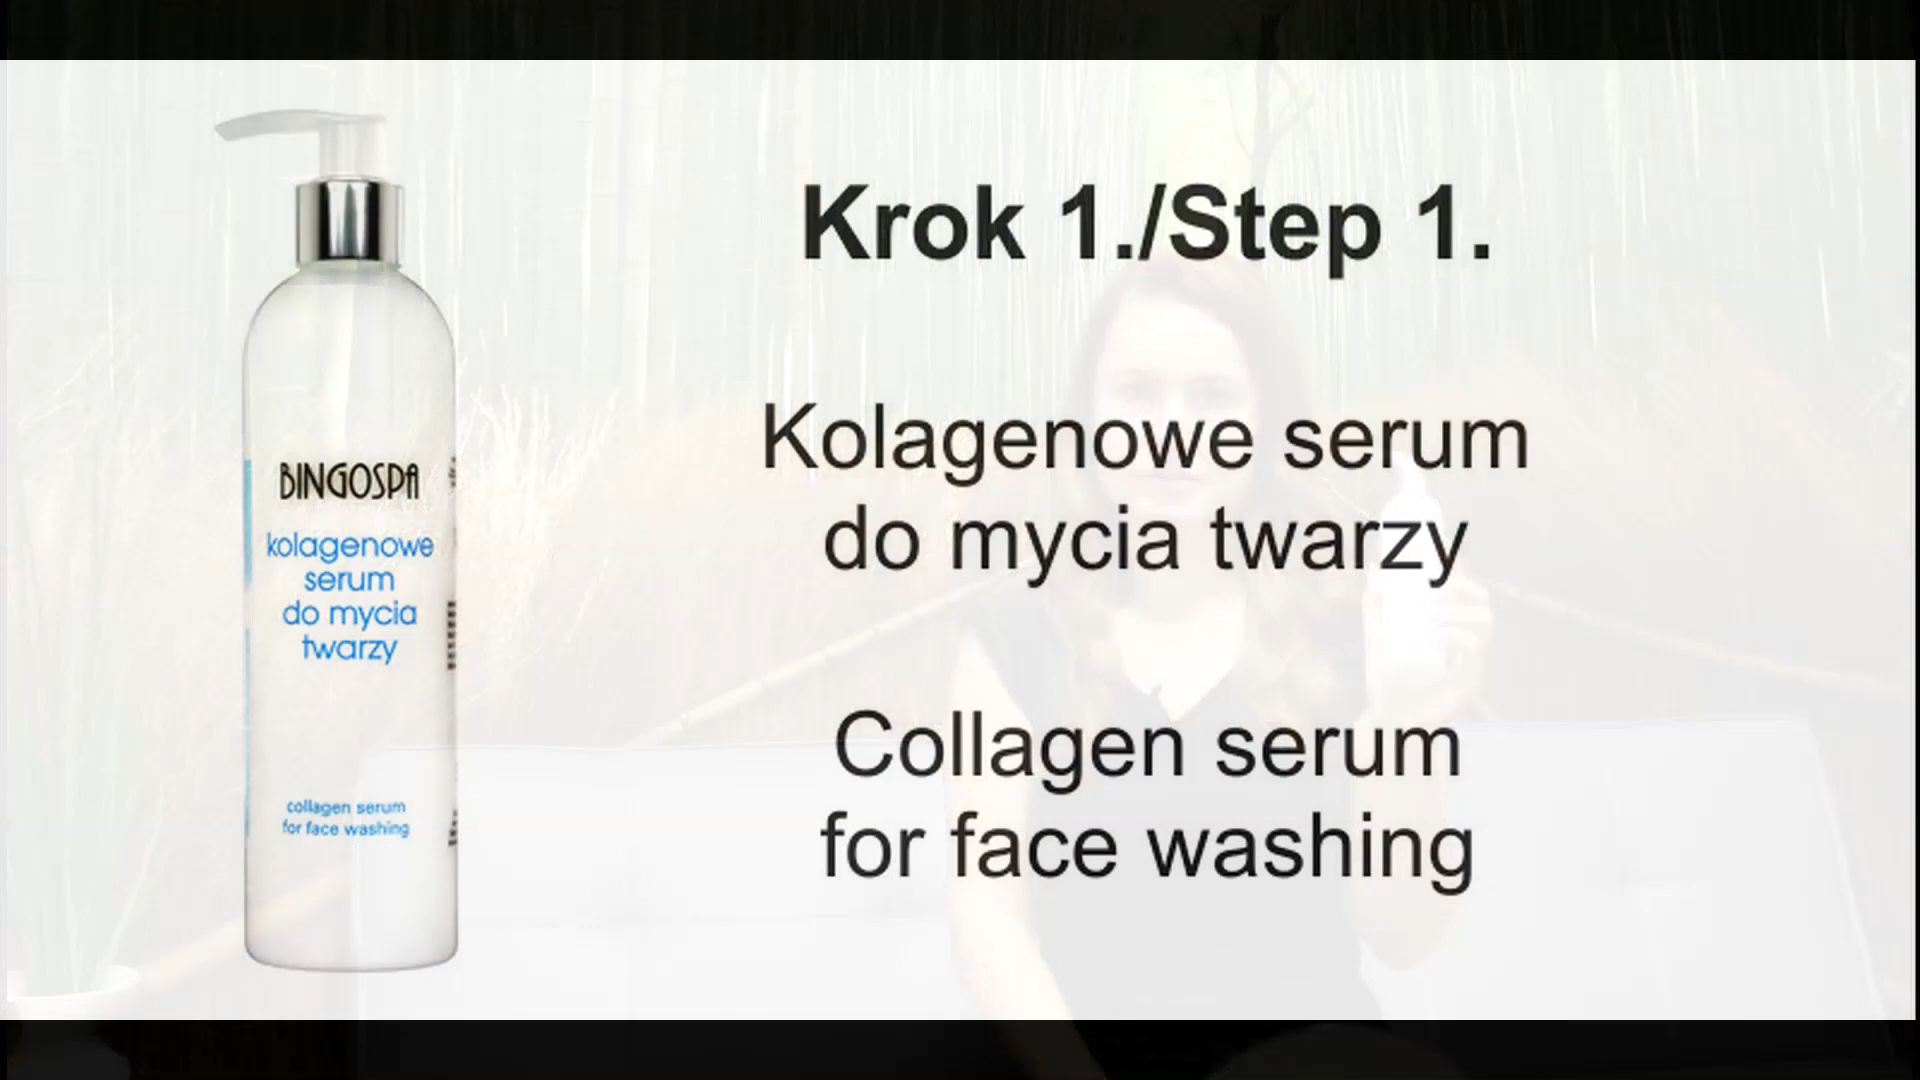 BINGOSPA
kolagenowe
serum
do mycia
twarzy
collagen serum
for face washing
Krok 1./Step 1.
Kolagenowe serum
do mycia twarzy
Collagen serum
for face washing